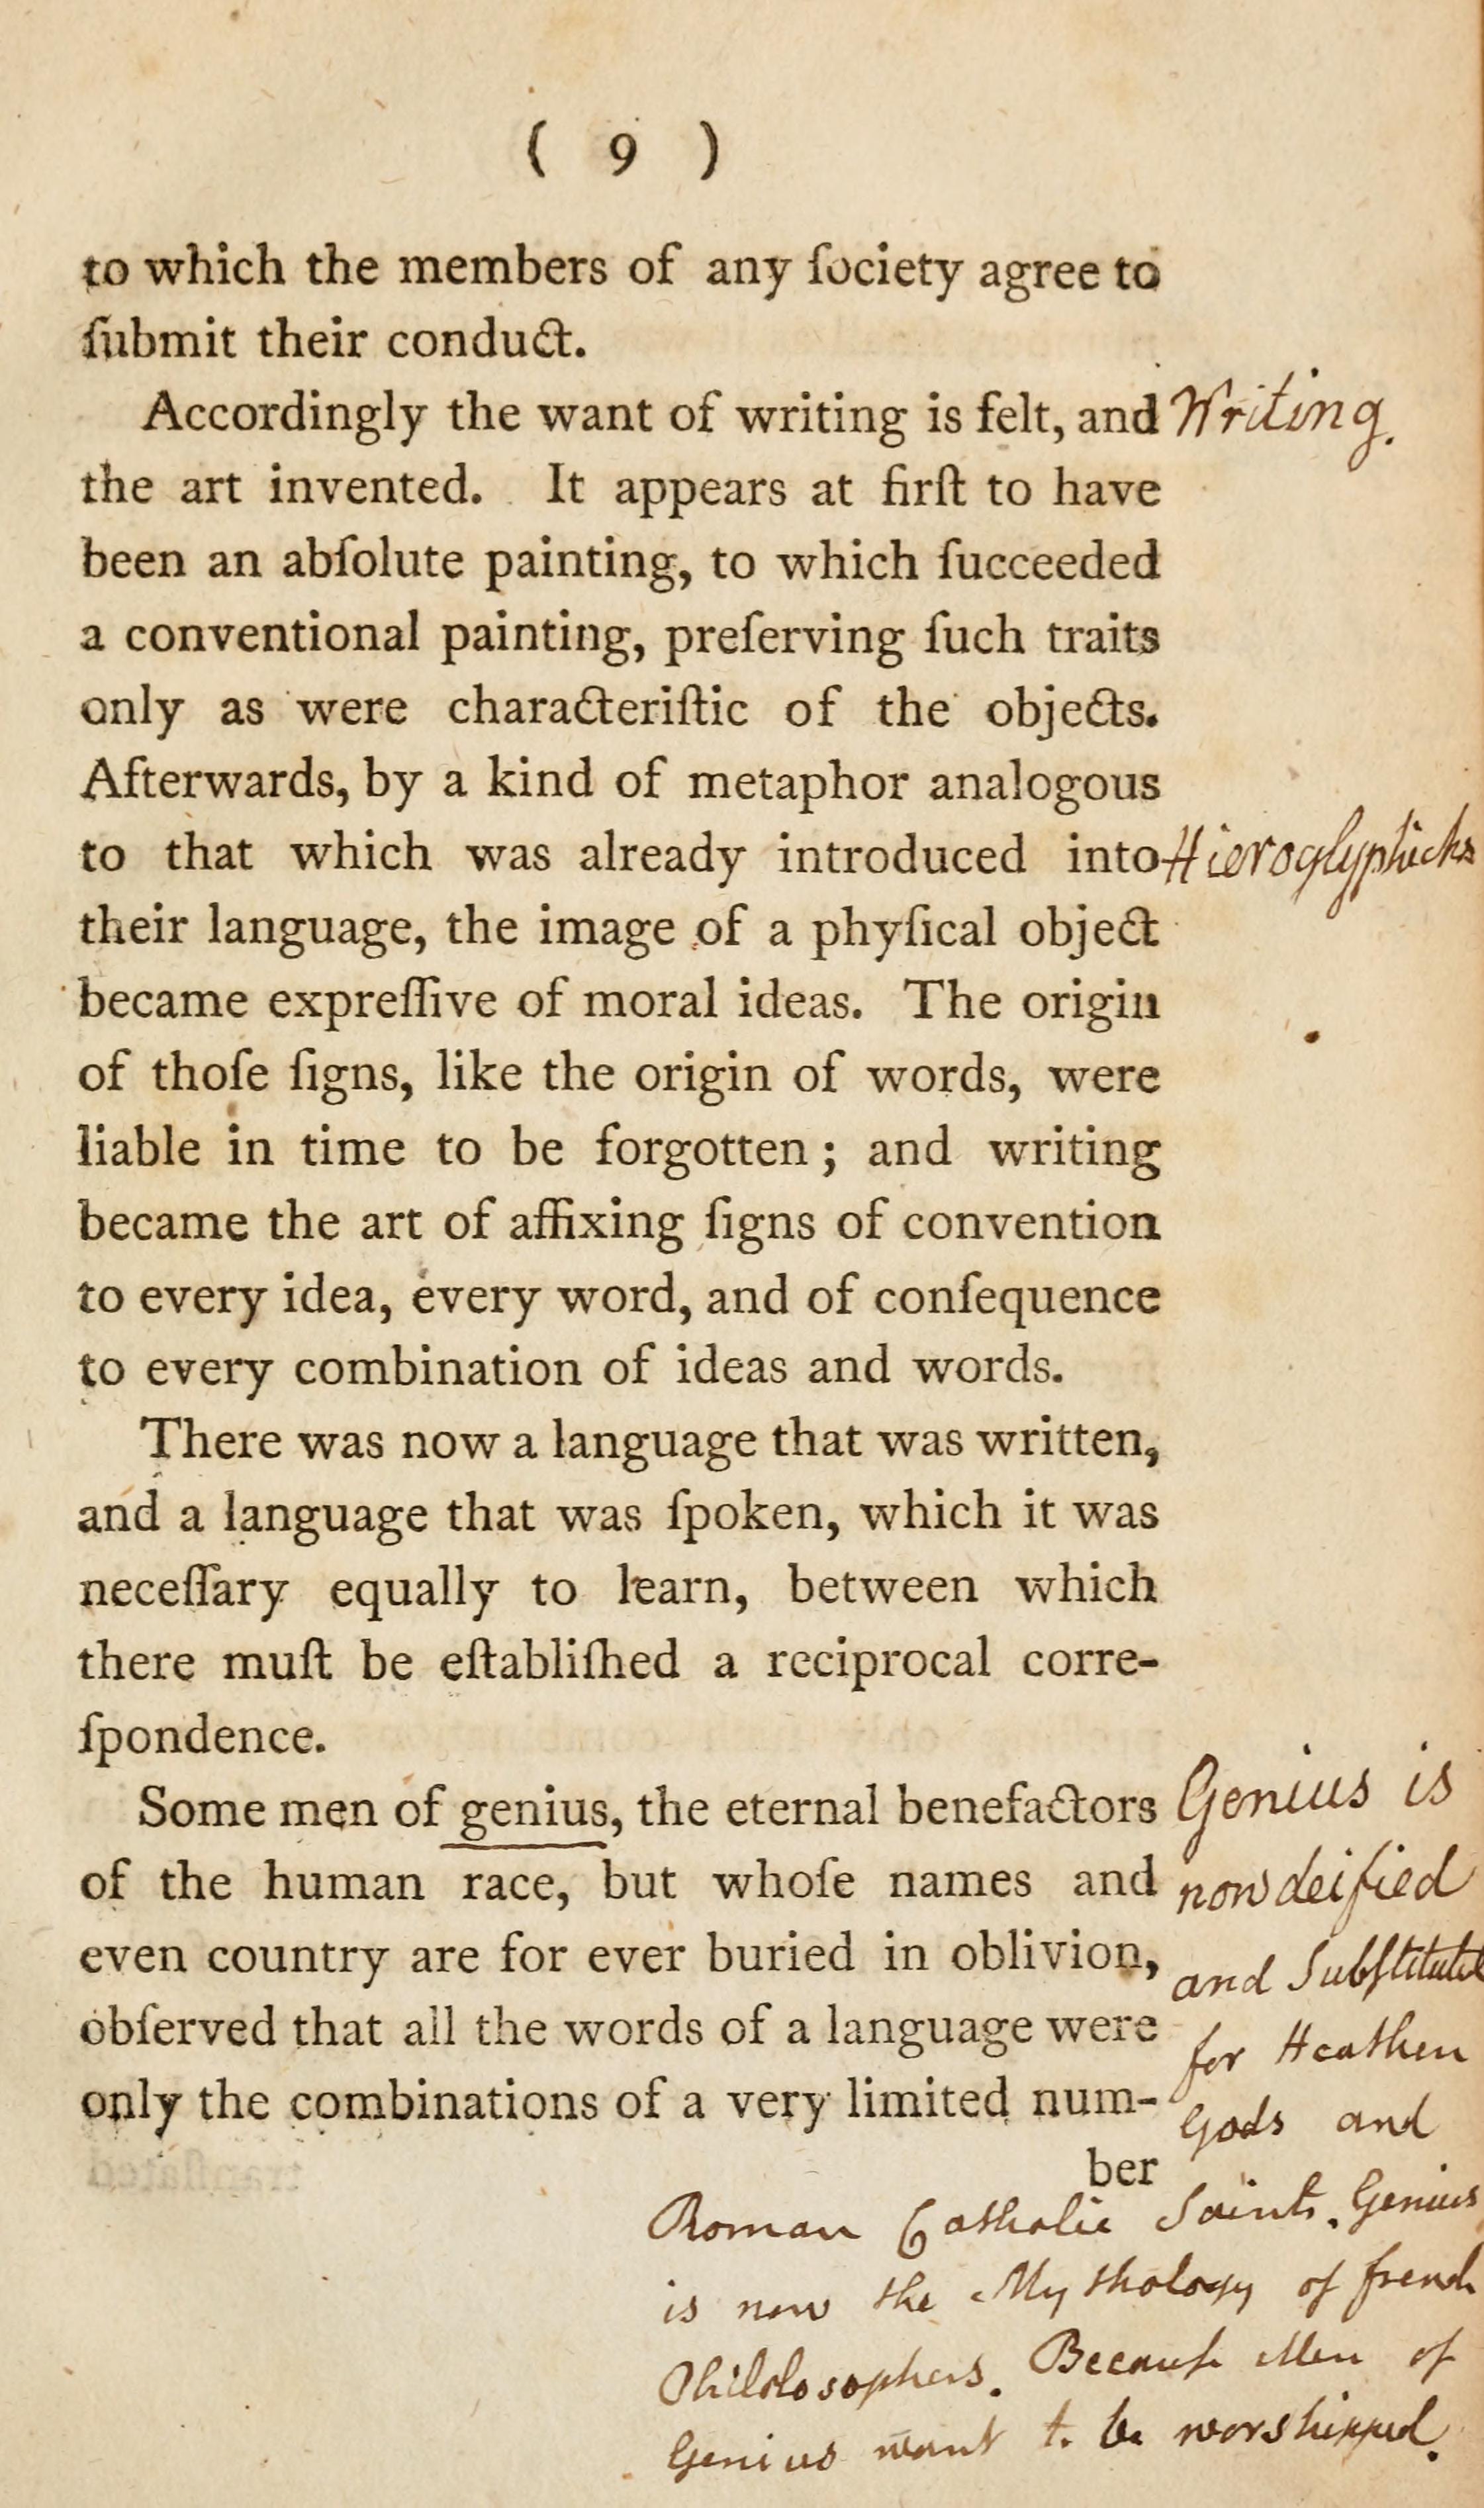 ( 9 )
to which the members of any ſociety agree to
ſubmit their conduct.
Accordingly the want of writing is felt, and
Writing.
the art invented. It appears at firſt to have
been an abſolute painting, to which ſucceeded
a conventional painting, preſerving ſuch traits
only as were characteriſtic of the objects.
Afterwards, by a kind of metaphor analogous
to that which was already introduced into
Hieroglyphicks
their language, the image of a phyſical object
became expreſſive of moral ideas. The origin
of thoſe ſigns, like the origin of words, were
liable in time to be forgotten; and writing
became the art of affixing ſigns of convention
to every idea, every word, and of conſequence
to every combination of ideas and words.
There was now a language that was written,
and a language that was ſpoken, which it was
neceſſary equally to learn, between which
there muſt be eſtabliſhed a reciprocal corre-
ſpondence.
Some men of genius, the eternal benefactors
of the human race, but whoſe names and
even country are for ever buried in oblivion,
obſerved that all the words of a language were
only the combinations of a very limited num-
ber
Genius is
now deified
and Subſtituted
for Heathen
Gods and
Roman Catholic Saints. Genius
is now the Mythology of french
Philolosophers. Becauſe Men of
Genius want to be worshipped.